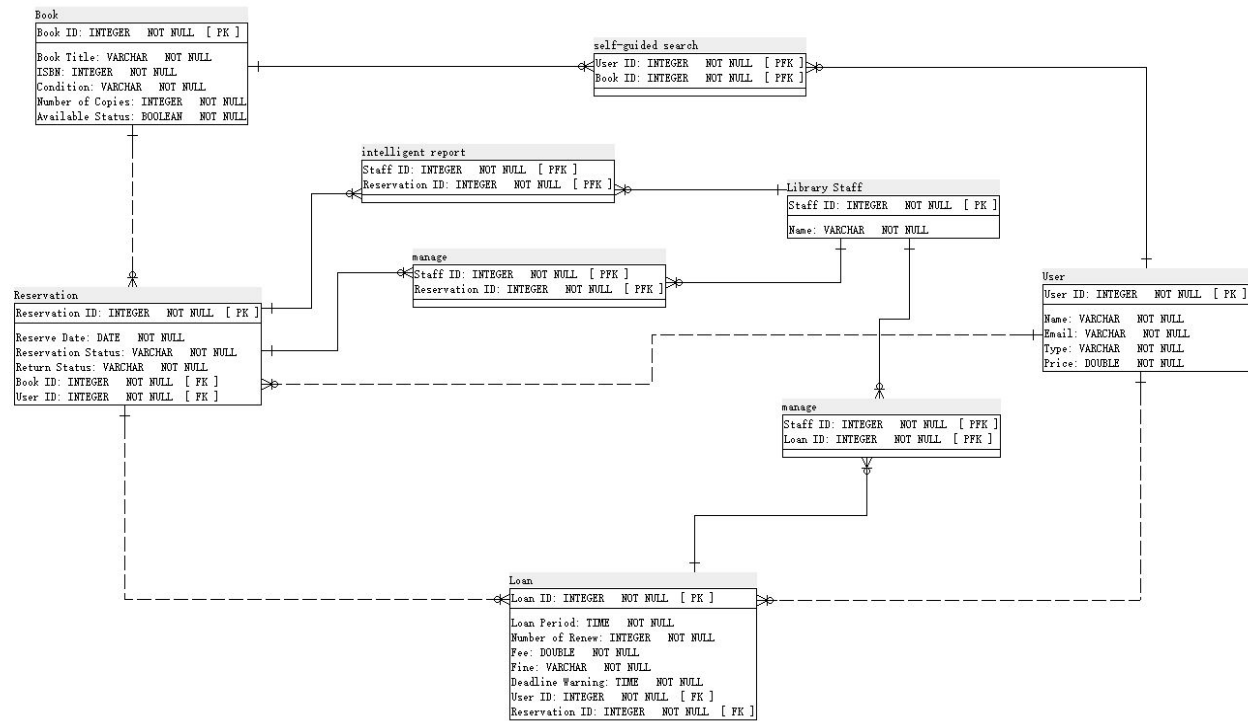 Book
Book ID: INTEGER NOT NULL [ PK ]
Book Title: VARCHAR NOT NULL
ISBN: INTEGER NOT NULL
Condition: VARCHAR NOT NULL
Number of Copies: INTEGER NOT NULL
Available Status: BOOLEAN NOT NULL
self-guided search
User ID: INTEGER NOT NULL [ PFK ]
Book ID: INTEGER NOT NULL [ PFK ]
intelligent report
Staff ID: INTEGER NOT NULL [ PFK ]
Reservation ID: INTEGER NOT NULL [ PFK ]
Library Staff
Staff ID: INTEGER NOT NULL [ PK ]
Name: VARCHAR NOT NULL
manage
Staff ID: INTEGER NOT NULL [ PFK ]
Reservation ID: INTEGER NOT NULL [ PFK ]
User
User ID: INTEGER NOT NULL [ PK ]
Name: VARCHAR NOT NULL
Email: VARCHAR NOT NULL
Type: VARCHAR NOT NULL
Price: DOUBLE NOT NULL
Reservation
Reservation ID: INTEGER NOT NULL [ PK ]
Reserve Date: DATE NOT NULL
Reservation Status: VARCHAR NOT NULL
Return Status: VARCHAR NOT NULL
Book ID: INTEGER NOT NULL [ FK ]
User ID: INTEGER NOT NULL [ FK ]
manage
Staff ID: INTEGER NOT NULL [ PFK ]
Loan ID: INTEGER NOT NULL [ PFK ]
Loan
Loan ID: INTEGER NOT NULL [ PK ]
Loan Period: TIME NOT NULL
Number of Renew: INTEGER NOT NULL
Fee: DOUBLE NOT NULL
Fine: VARCHAR NOT NULL
Deadline Warning: TIME NOT NULL
User ID: INTEGER NOT NULL [ FK ]
Reservation ID: INTEGER NOT NULL [ FK ]